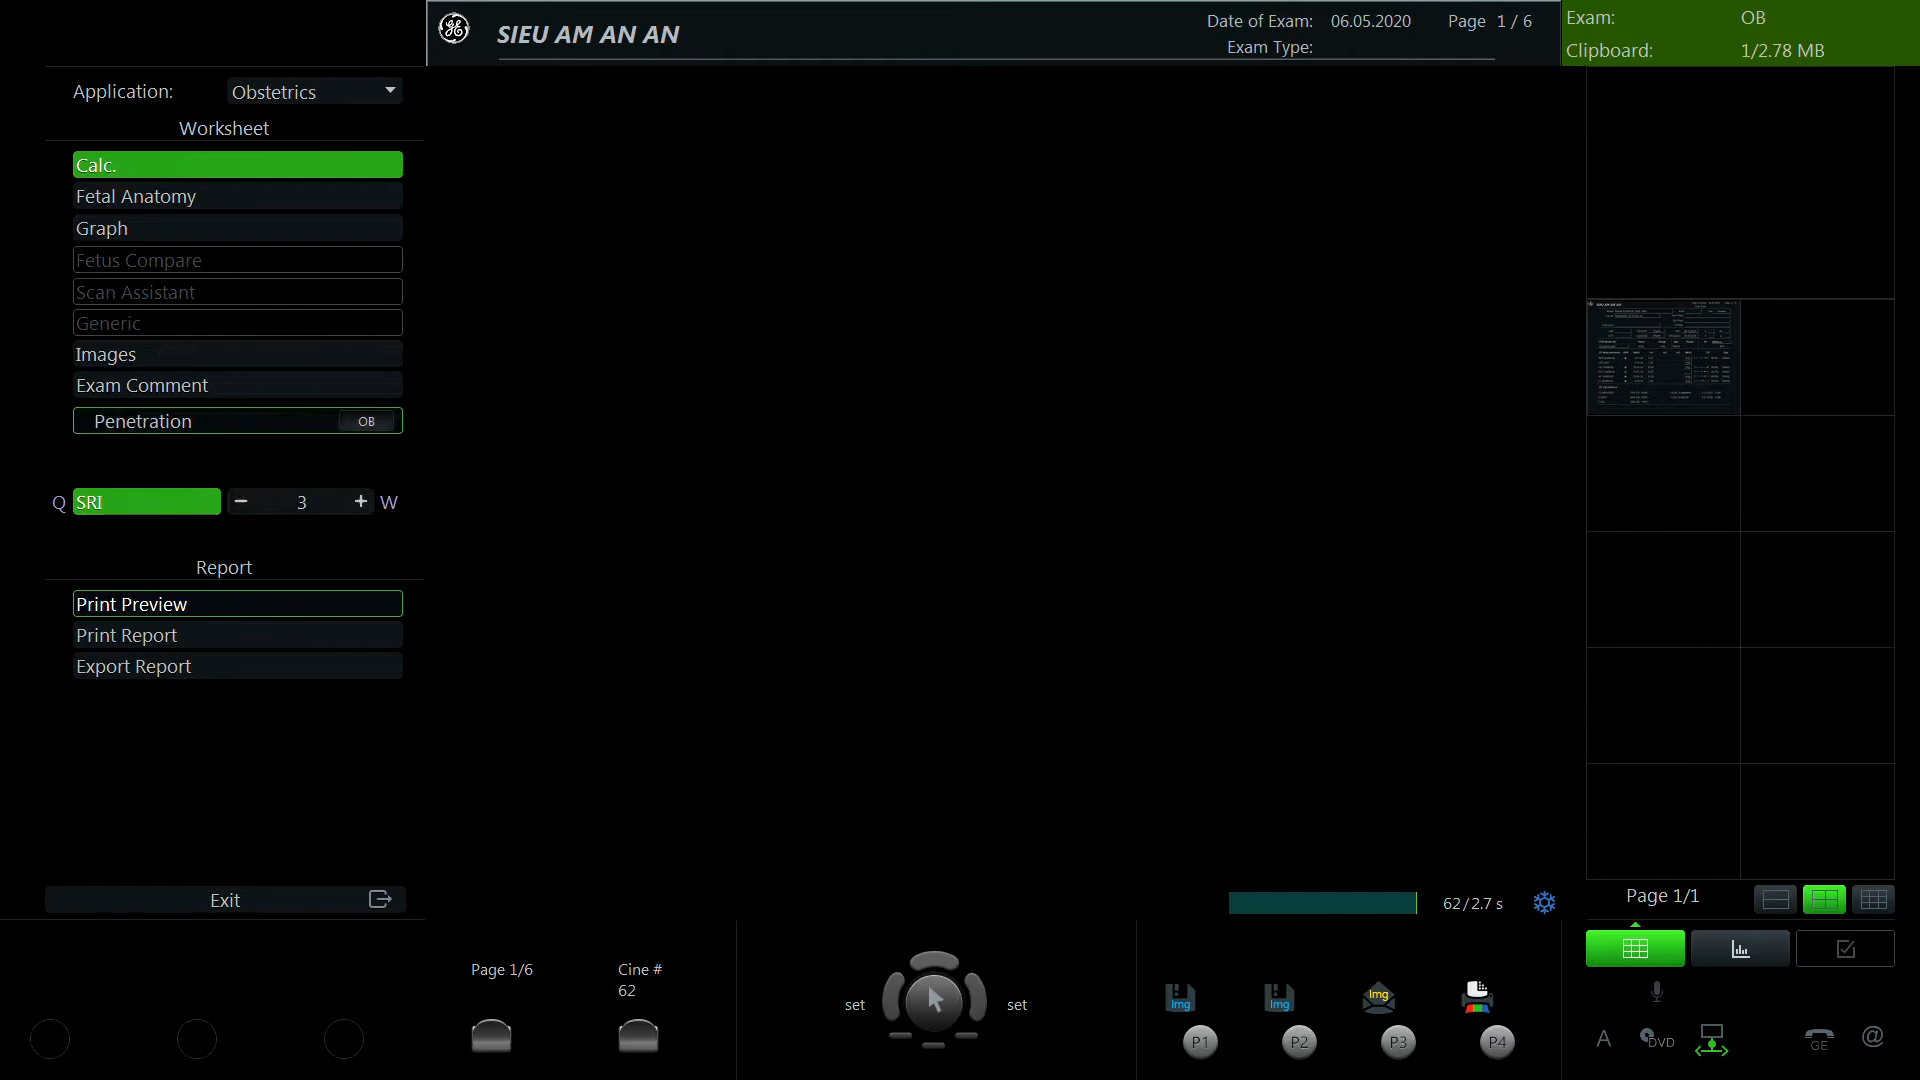 SIEU AM AN AN
Date of Exam: 06.05.2020 Page 1 / 6
Exam Type:
Exam: OB
Clipboard: 1/2.78 MB
Application: Obstetrics
Worksheet
Calc.
Fetal Anatomy
Graph
Fetus Compare
Scan Assistant
Generic
Images
Exam Comment
Penetration OB
Q SRI − 3 + W
Report
Print Preview
Print Report
Export Report
Exit
62/2.7 s
Page 1/1
Page 1/6
Cine #
62
set set
Img Img Img
P1 P2 P3 P4
A DVD GE @